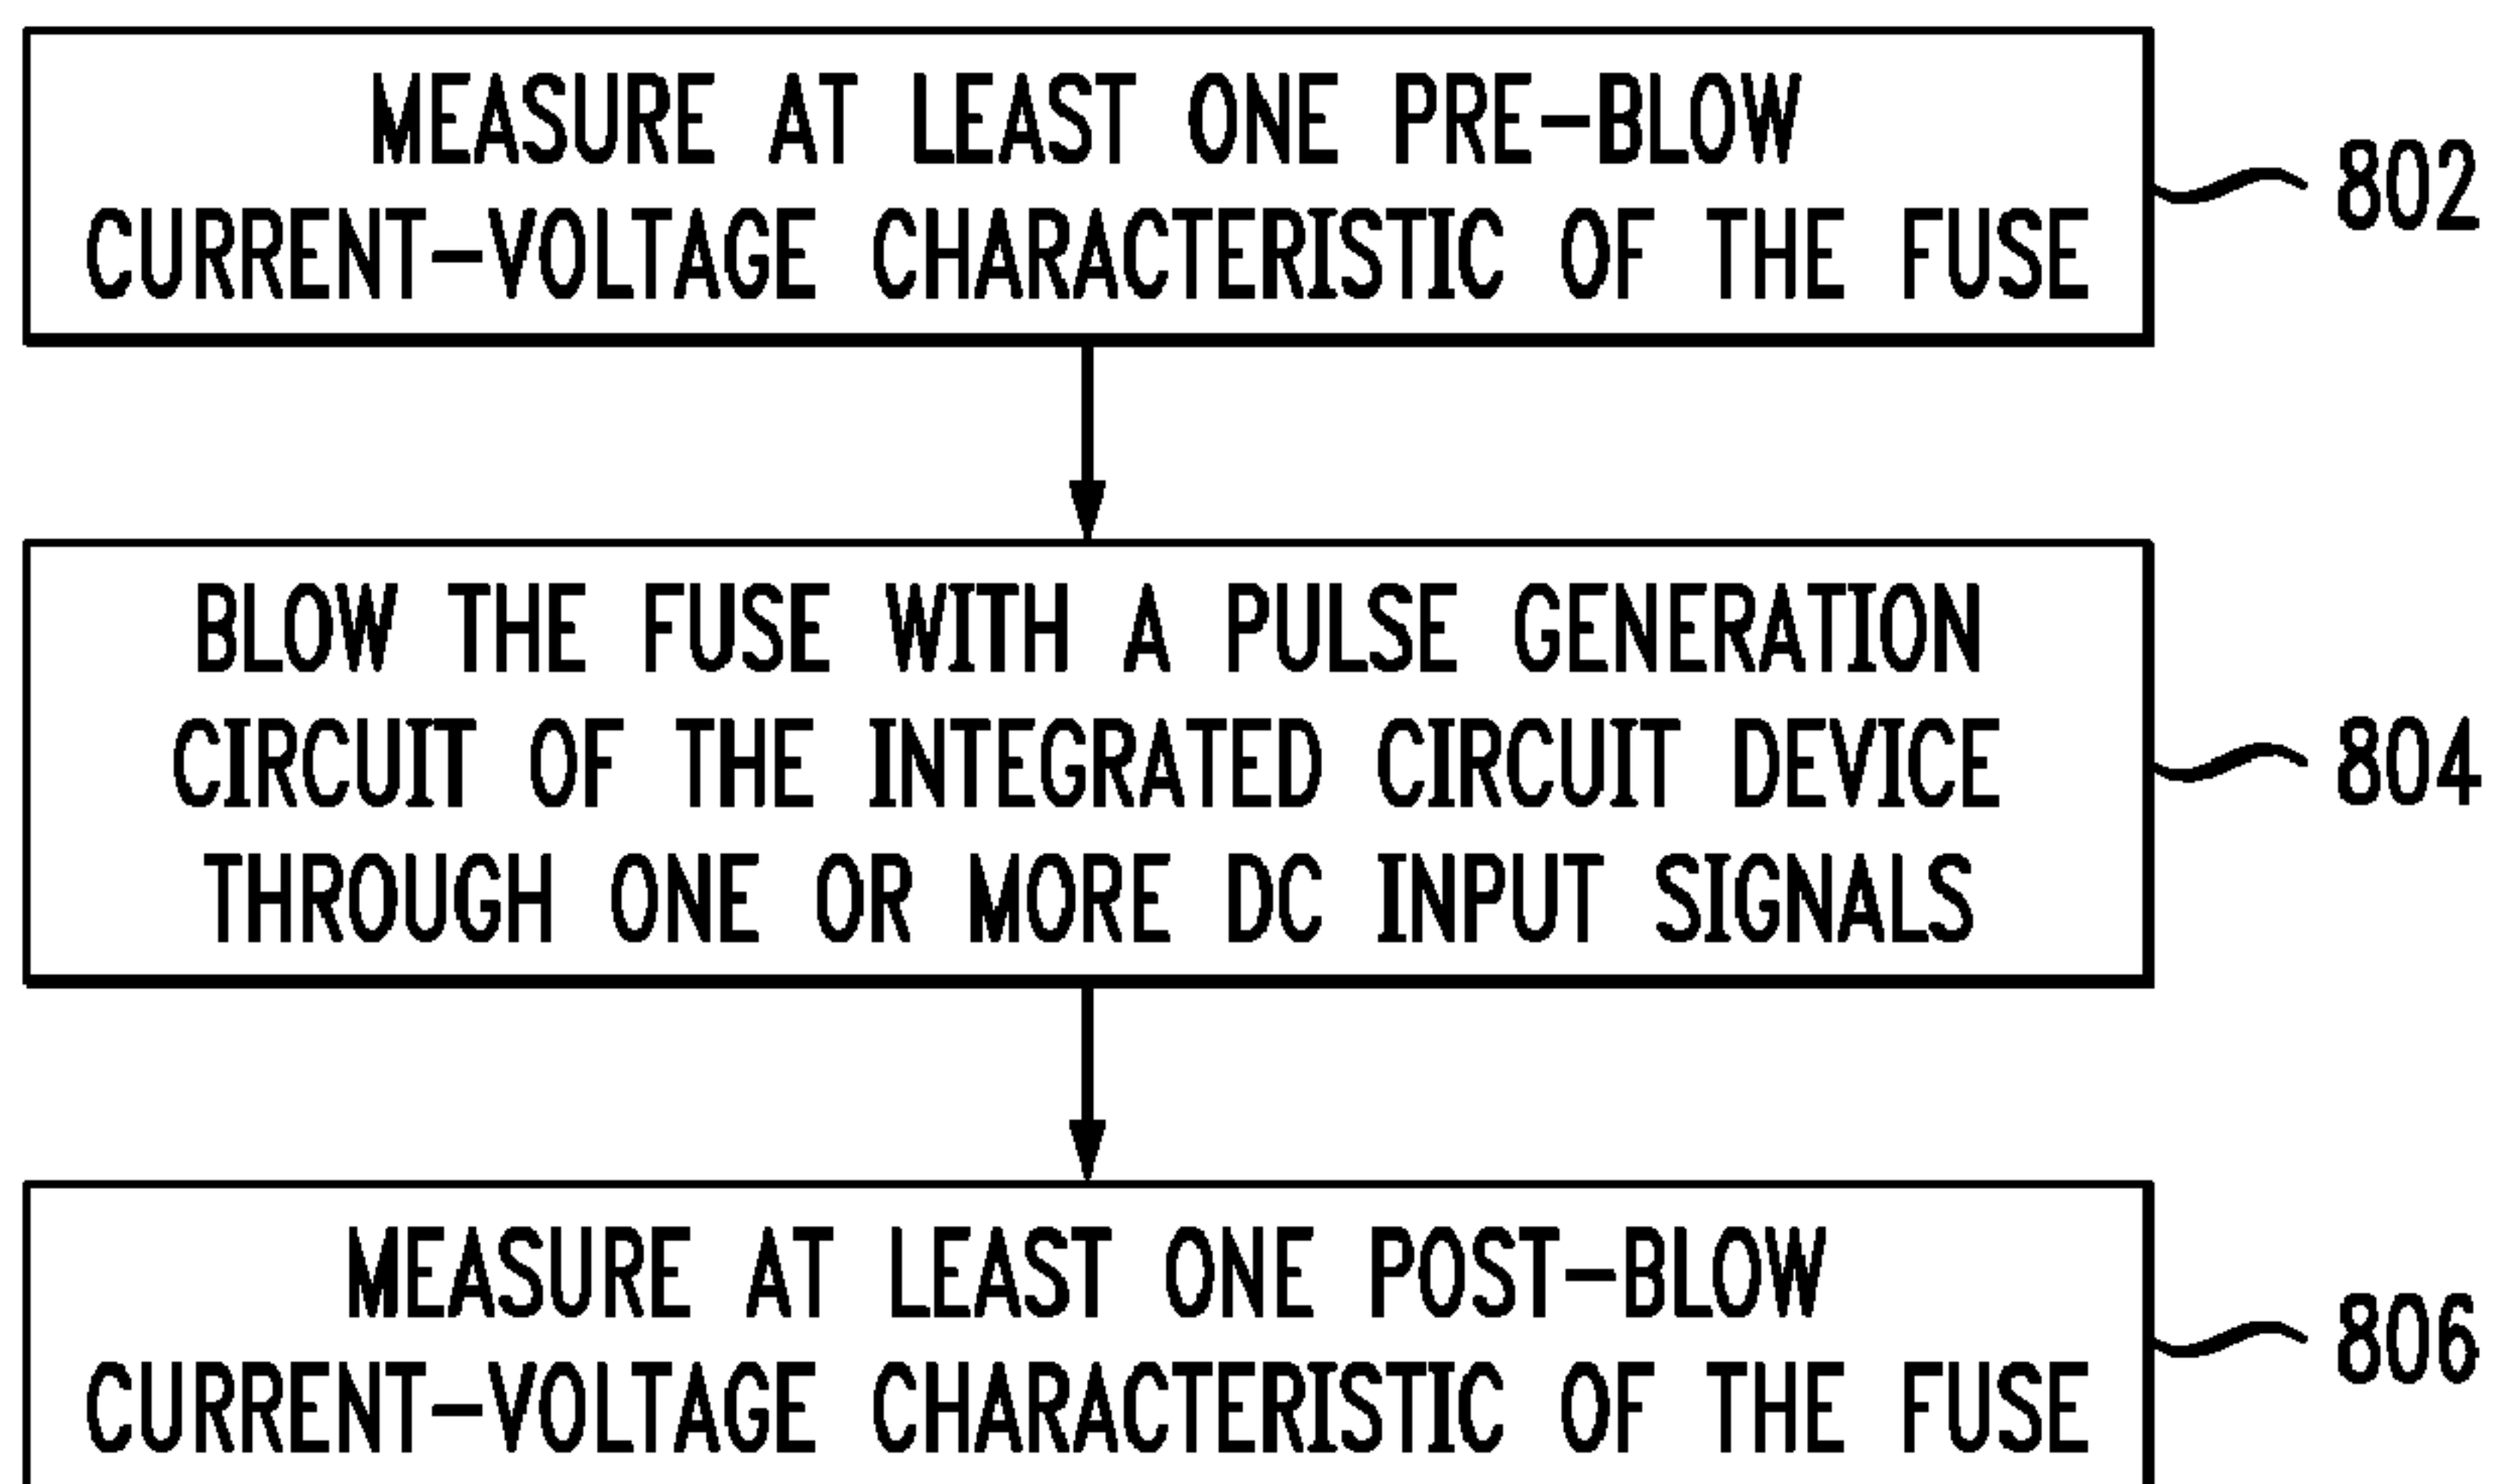 MEASURE AT LEAST ONE PRE-BLOW
CURRENT-VOLTAGE CHARACTERISTIC OF THE FUSE
802
BLOW THE FUSE WITH A PULSE GENERATION
CIRCUIT OF THE INTEGRATED CIRCUIT DEVICE
THROUGH ONE OR MORE DC INPUT SIGNALS
804
MEASURE AT LEAST ONE POST-BLOW
CURRENT-VOLTAGE CHARACTERISTIC OF THE FUSE
806